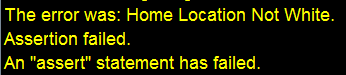 The error was: Home Location Not White.
Assertion failed.
An "assert" statement has failed.